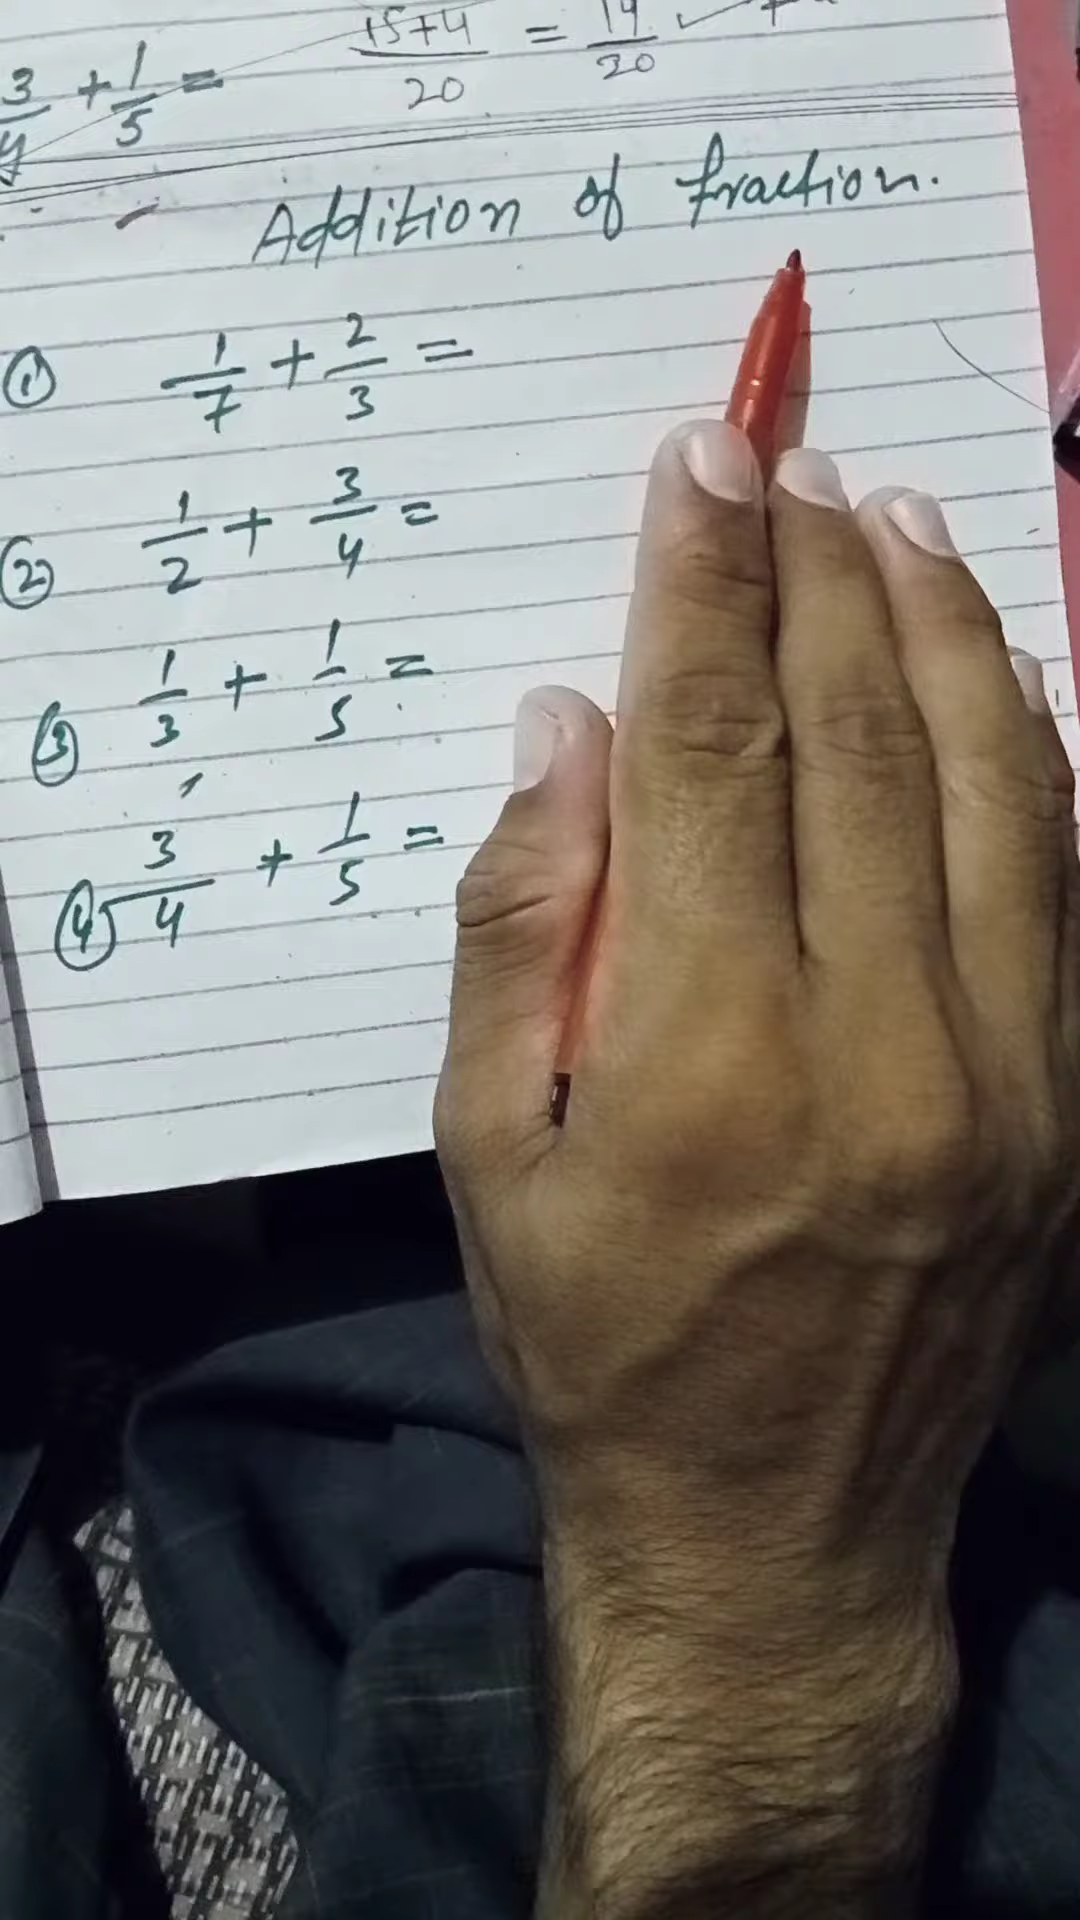 3/4 + 1/5 = (15+4)/20 = 19/20 ✓
Addition of fraction.
① 1/7 + 2/3 =
② 1/2 + 3/4 =
③ 1/3 + 1/5 =
④ 3/4 + 1/5 =